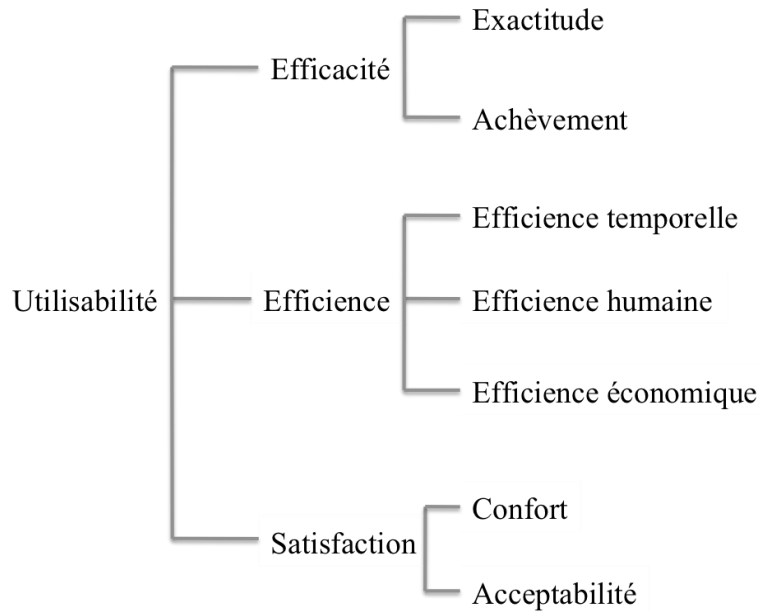 Utilisabilité
Efficacité
Exactitude
Achèvement
Efficience
Efficience temporelle
Efficience humaine
Efficience économique
Satisfaction
Confort
Acceptabilité